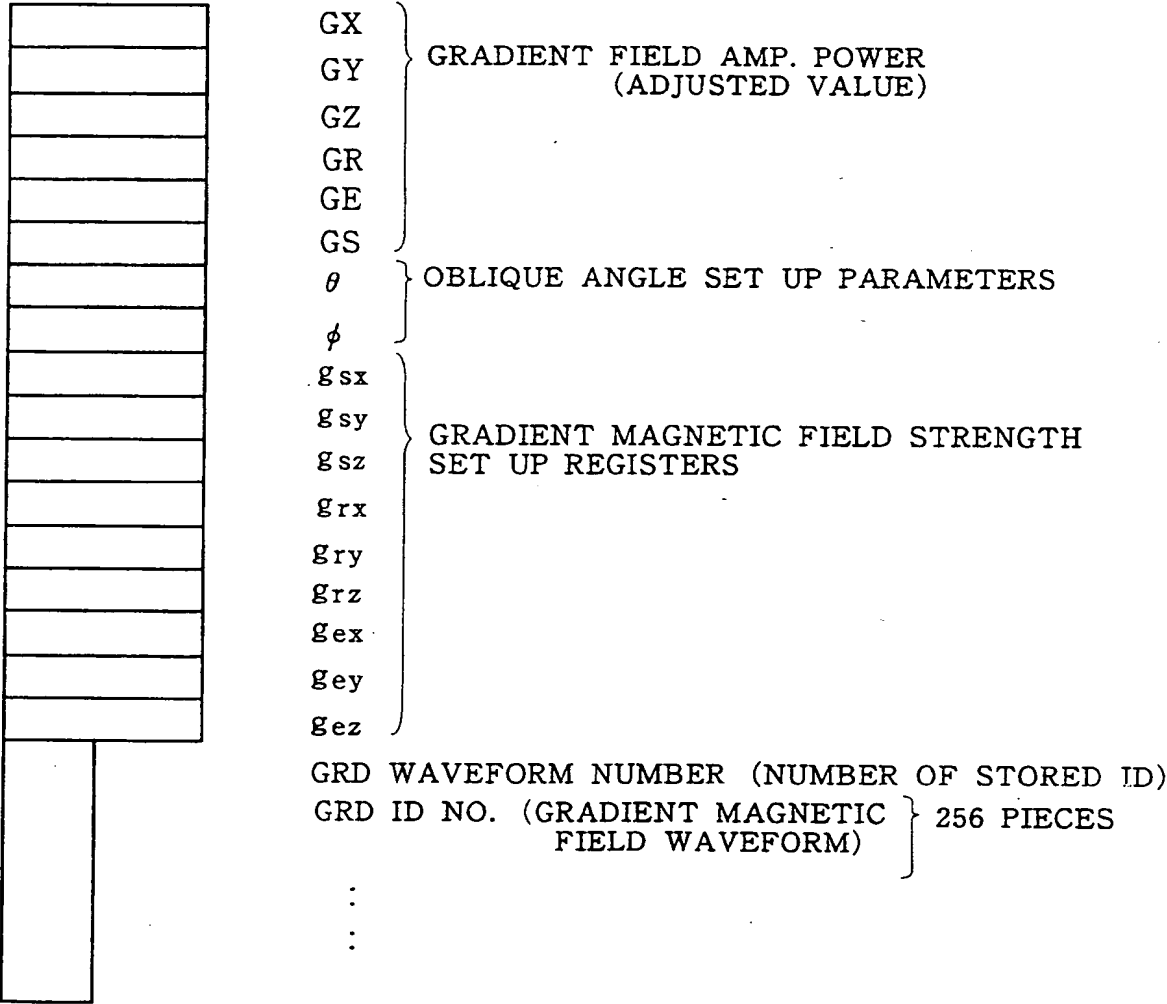 GX
GY
GRADIENT FIELD AMP. POWER
(ADJUSTED VALUE)
GZ
GR
GE
GS
θ
OBLIQUE ANGLE SET UP PARAMETERS
ϕ
gsx
gsy
gsz
GRADIENT MAGNETIC FIELD STRENGTH
SET UP REGISTERS
grx
gry
grz
gex
gey
gez
GRD WAVEFORM NUMBER (NUMBER OF STORED ID)
GRD ID NO. (GRADIENT MAGNETIC
FIELD WAVEFORM)
256 PIECES
:
: